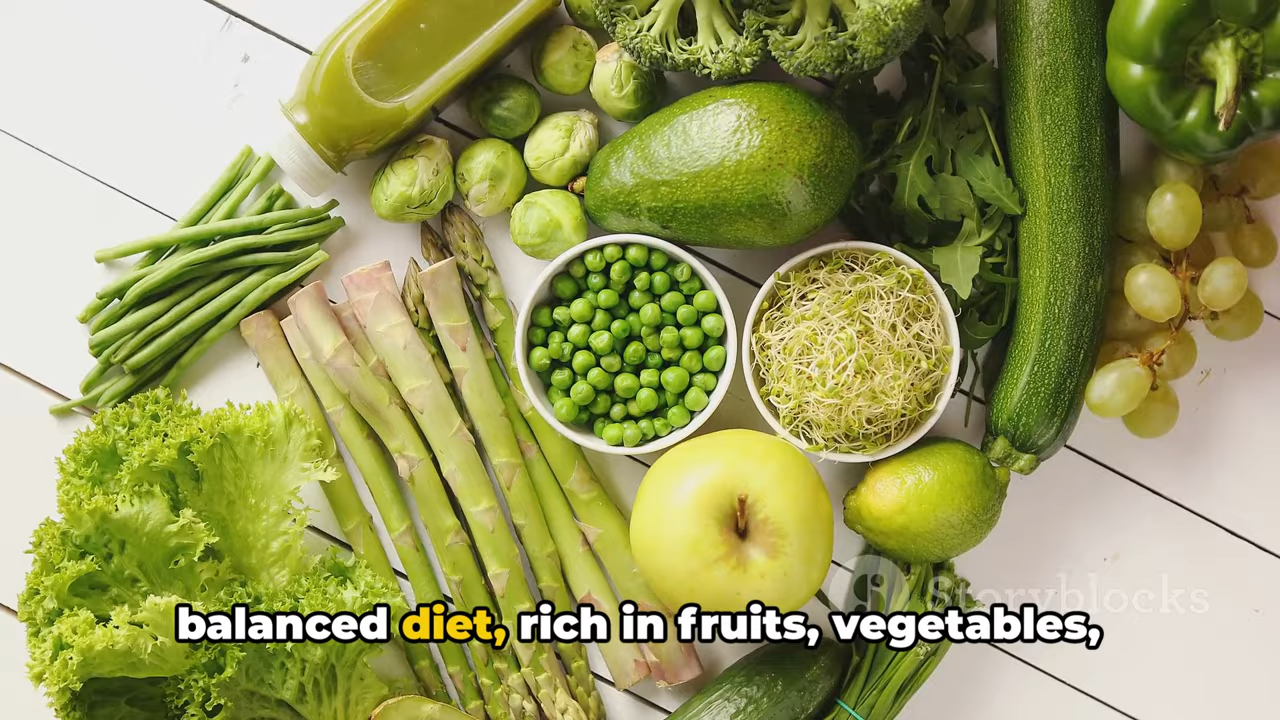 Storyblocks
balanced diet, rich in fruits, vegetables,